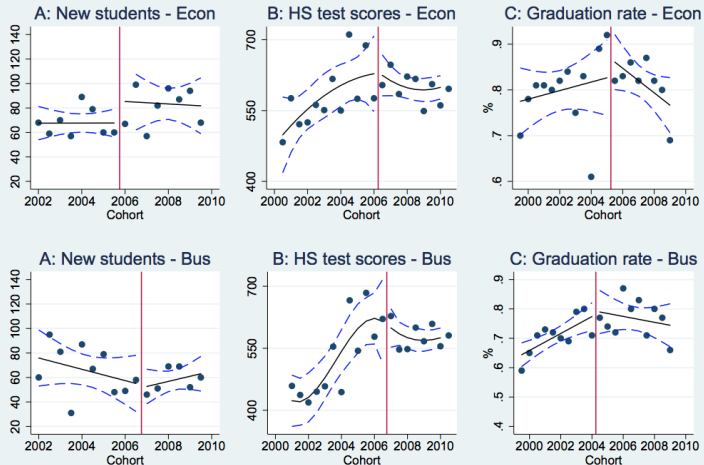 A: New students - Econ
20 40 60 80 100 120 140
2002 2004 2006 2008 2010
Cohort
B: HS test scores - Econ
400 550 700
2000 2002 2004 2006 2008 2010
Cohort
C: Graduation rate - Econ
%
.6 .7 .8 .9
2000 2002 2004 2006 2008 2010
Cohort
A: New students - Bus
20 40 60 80 100 120 140
2002 2004 2006 2008 2010
Cohort
B: HS test scores - Bus
400 550 700
2000 2002 2004 2006 2008 2010
Cohort
C: Graduation rate - Bus
%
.4 .5 .6 .7 .8 .9
2000 2002 2004 2006 2008 2010
Cohort